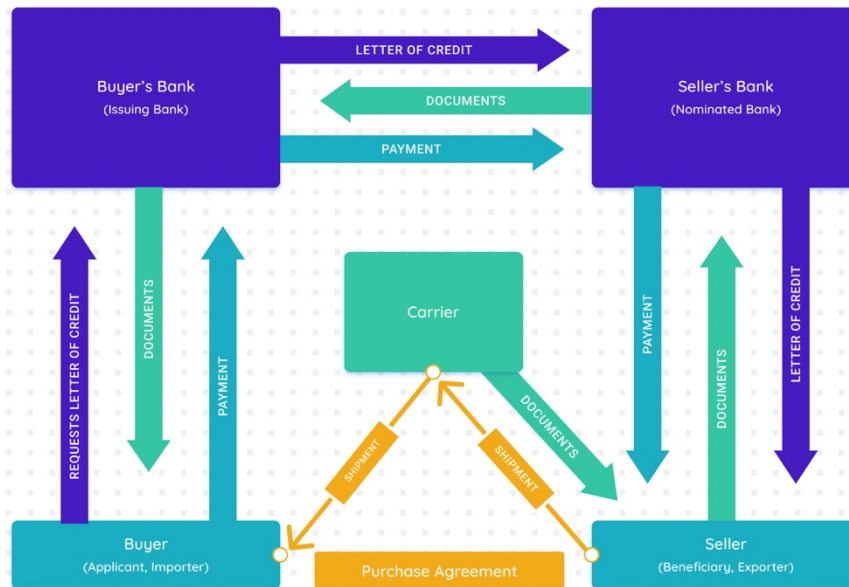 LETTER OF CREDIT
Buyer's Bank
(Issuing Bank)
DOCUMENTS
Seller's Bank
(Nominated Bank)
PAYMENT
REQUESTS LETTER OF CREDIT
DOCUMENTS
PAYMENT
Carrier
PAYMENT
DOCUMENTS
LETTER OF CREDIT
DOCUMENTS
SHIPMENT
SHIPMENT
Buyer
(Applicant, Importer)
Purchase Agreement
Seller
(Beneficiary, Exporter)